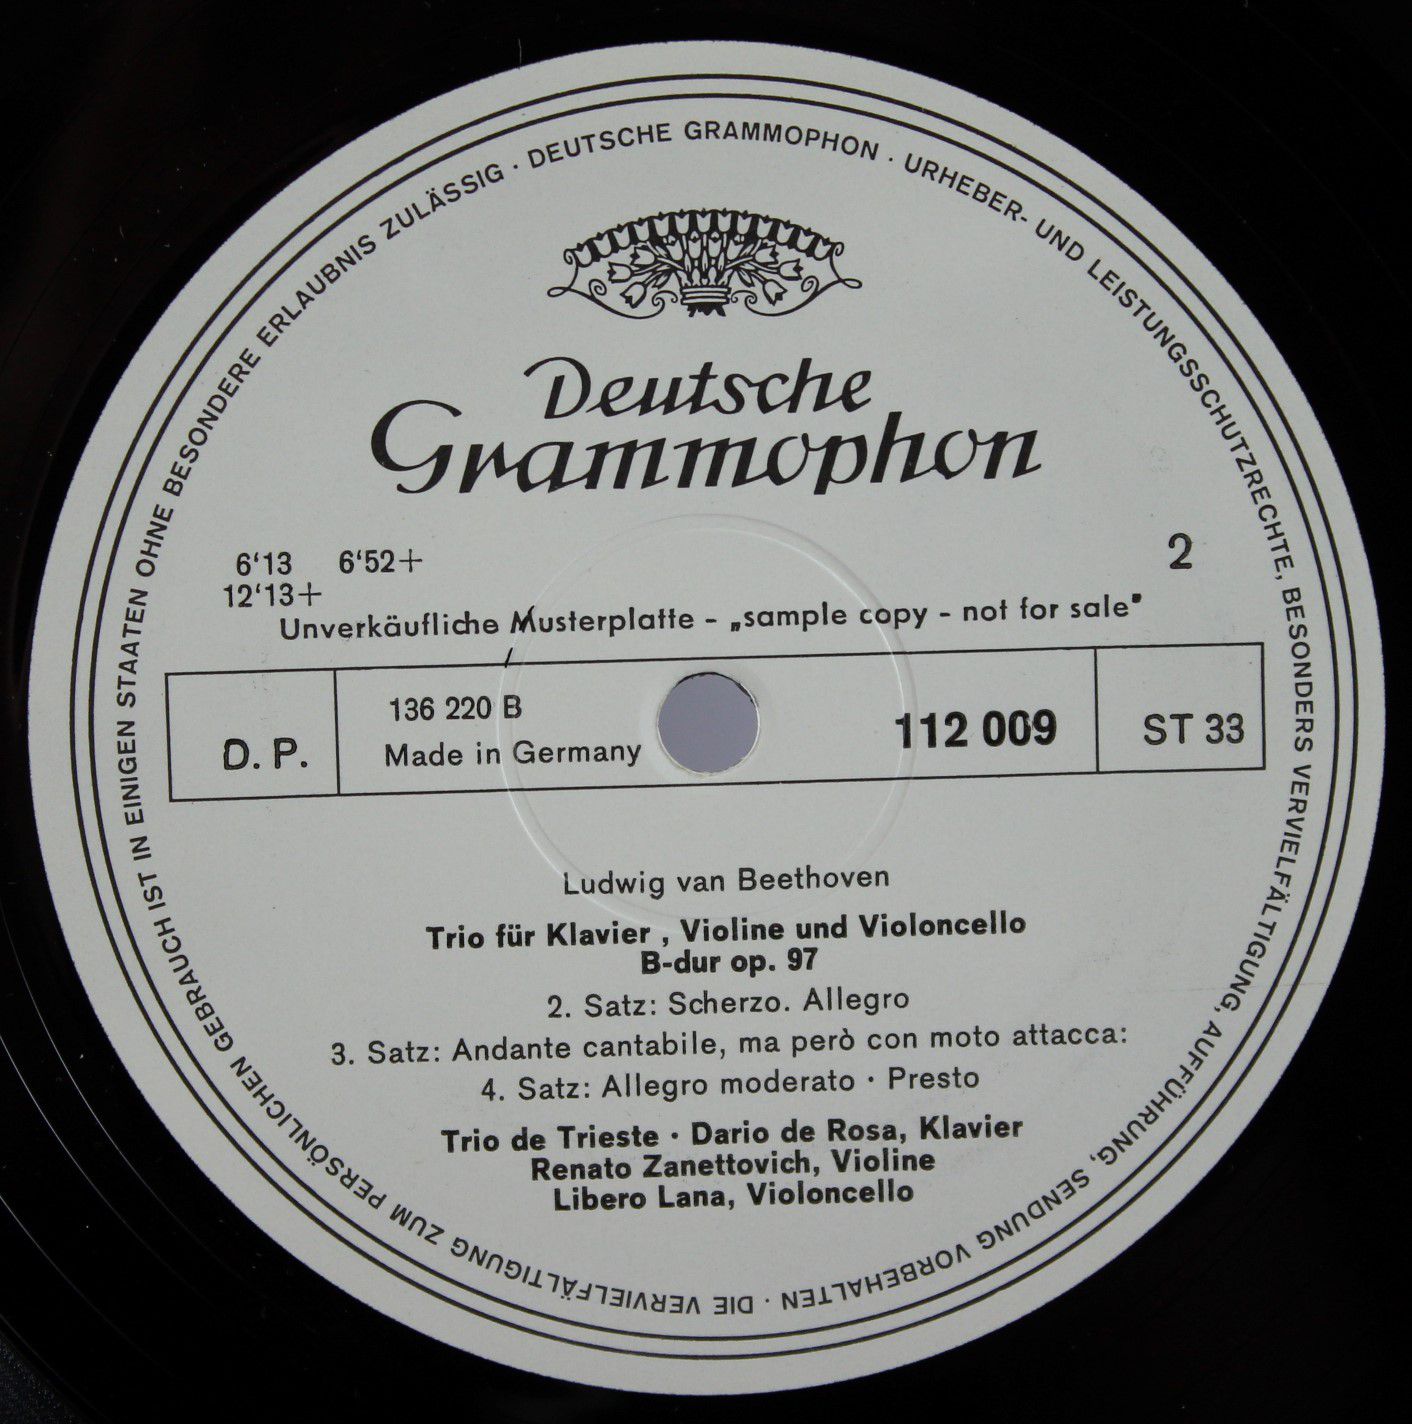 DEUTSCHE GRAMMOPHON · URHEBER- UND LEISTUNGSSCHUTZRECHTE, BESONDERS VERVIELFÄLTIGUNG, AUFFÜHRUNG, SENDUNG VORBEHALTEN · DIE VERVIELFÄLTIGUNG ZUM PERSÖNLICHEN GEBRAUCH IST IN EINIGEN STAATEN OHNE BESONDERE ERLAUBNIS ZULÄSSIG ·
Deutsche
Grammophon
6'13 6'52+
12'13+
2
Unverkäufliche Musterplatte - „sample copy - not for sale"
D. P.
136 220 B
Made in Germany
112 009
ST 33
Ludwig van Beethoven
Trio für Klavier , Violine und Violoncello
B-dur op. 97
2. Satz: Scherzo. Allegro
3. Satz: Andante cantabile, ma però con moto attacca:
4. Satz: Allegro moderato · Presto
Trio de Trieste · Dario de Rosa, Klavier
Renato Zanettovich, Violine
Libero Lana, Violoncello